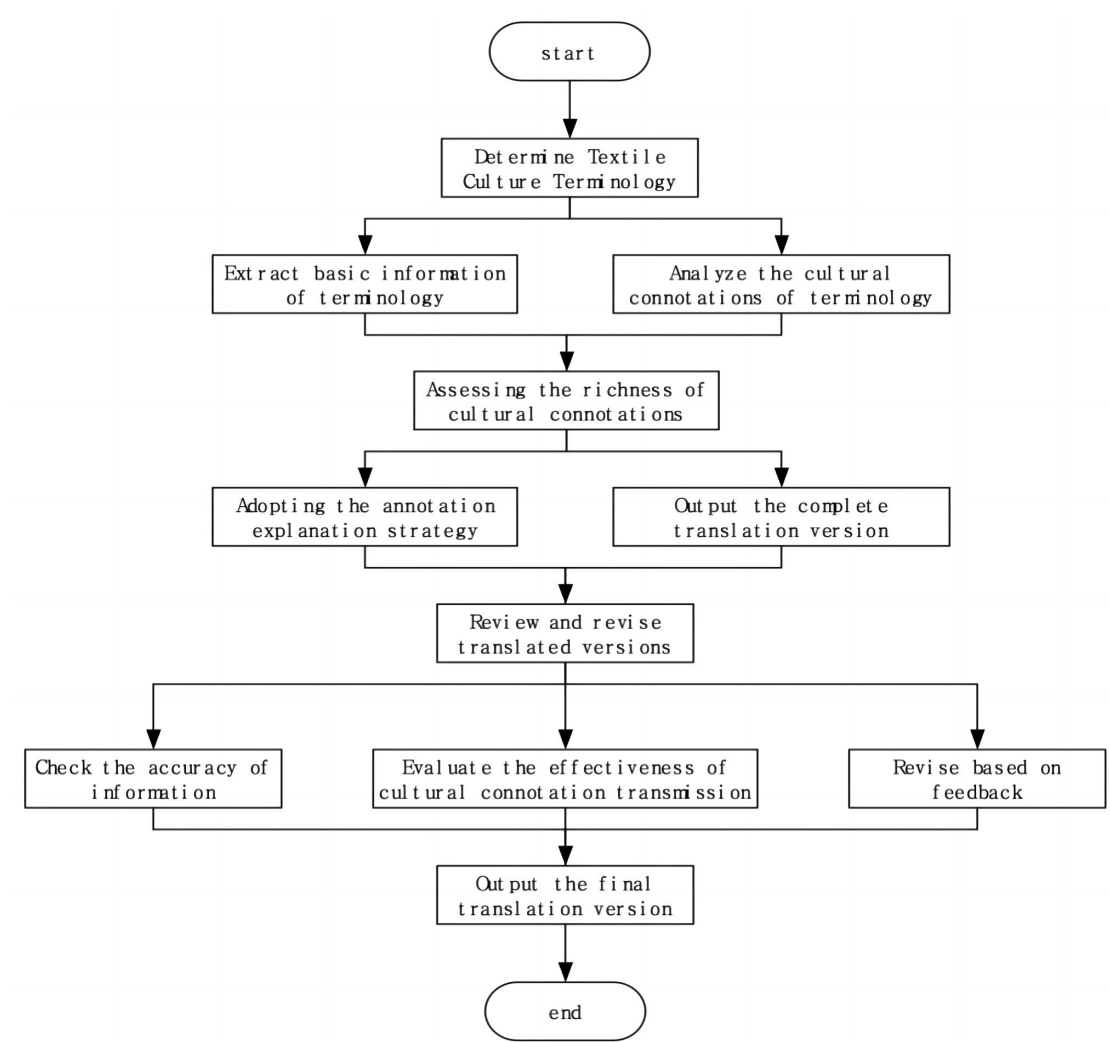 start
Determine Textile
Culture Terminology
Extract basic information
of terminology
Analyze the cultural
connotations of terminology
Assessing the richness of
cultural connotations
Adopting the annotation
explanation strategy
Output the complete
translation version
Review and revise
translated versions
Check the accuracy of
information
Evaluate the effectiveness of
cultural connotation transmission
Revise based on
feedback
Output the final
translation version
end